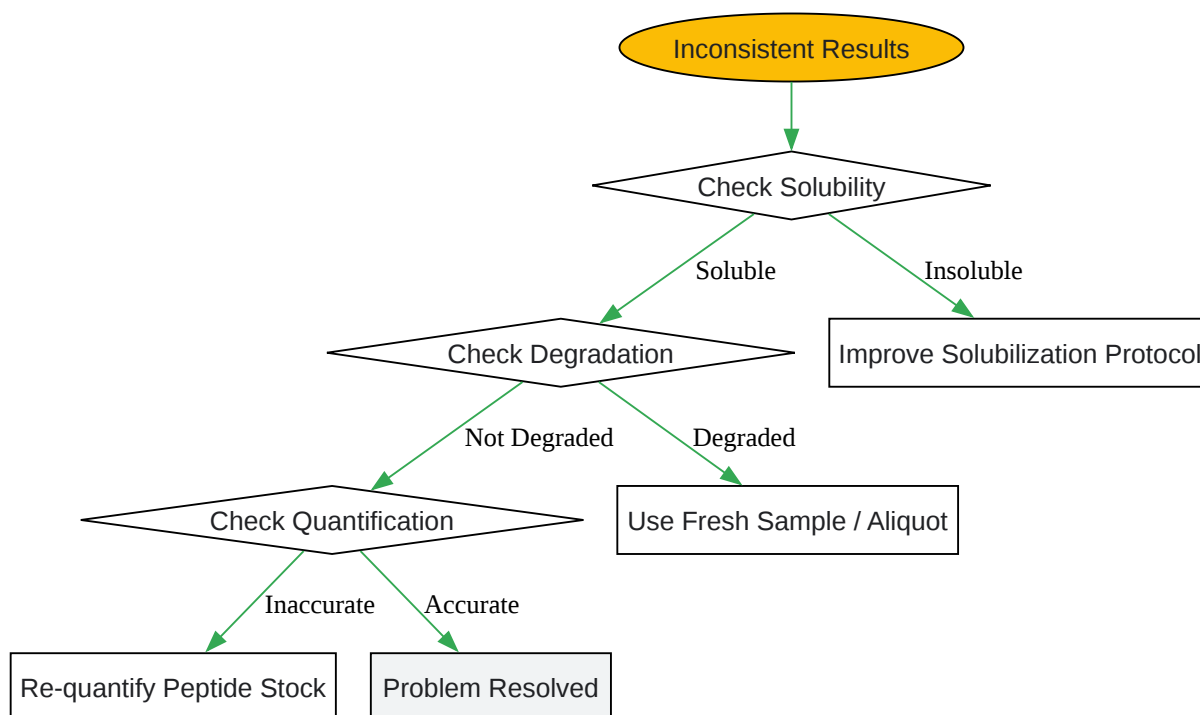 Inconsistent Results
Check Solubility
Soluble
Insoluble
Check Degradation
Improve Solubilization Protocol
Not Degraded
Degraded
Check Quantification
Use Fresh Sample / Aliquot
Inaccurate
Accurate
Re-quantify Peptide Stock
Problem Resolved